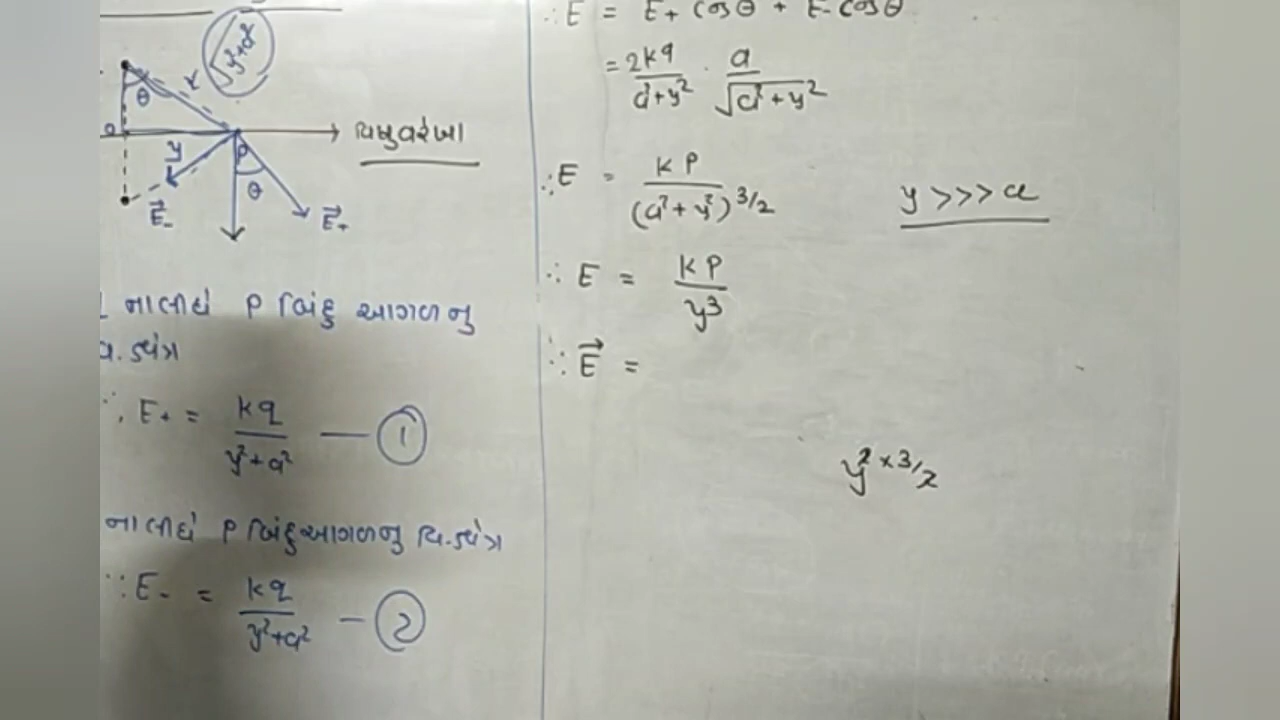 √y²+a²
θ
x
વિષુવરેખા
y
P
θ
E⃗₋
E⃗₊
ના લીધે P બિંદુ આગળનુ
વિ.ક્ષેત્ર
∴ E₊ = kq / y²+a² — ①
ના લીધે P બિંદુ આગળનુ વિ.ક્ષેત્ર
∵ E₋ = kq / y²+a² — ②
∴ E = E₊ cosθ + E₋ cosθ
= 2kq / a²+y² · a / √a²+y²
∴ E = kP / (a²+y²)^3/2
y >>> a
∴ E = kP / y³
∴ E⃗ =
y^2×3/2